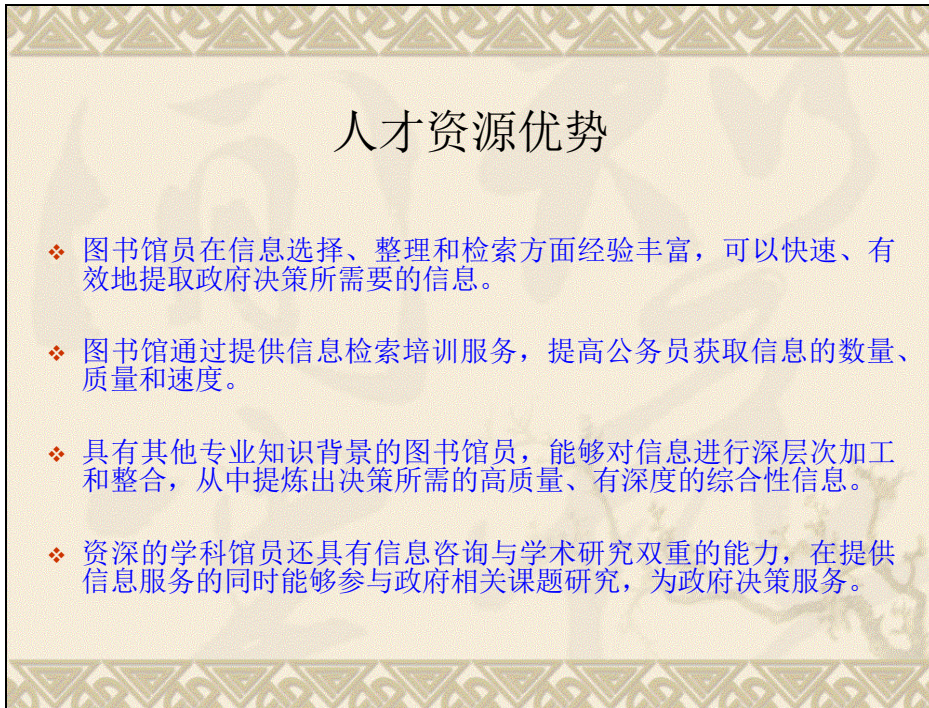 人才资源优势
图书馆员在信息选择、整理和检索方面经验丰富，可以快速、有
效地提取政府决策所需要的信息。
图书馆通过提供信息检索培训服务，提高公务员获取信息的数量、
质量和速度。
具有其他专业知识背景的图书馆员，能够对信息进行深层次加工
和整合，从中提炼出决策所需的高质量、有深度的综合性信息。
资深的学科馆员还具有信息咨询与学术研究双重的能力，在提供
信息服务的同时能够参与政府相关课题研究，为政府决策服务。